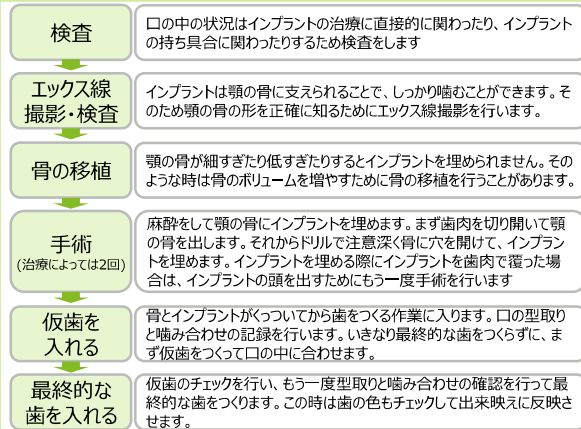 検査
口の中の状況はインプラントの治療に直接的に関わったり、インプラント
の持ち具合に関わったりするため検査をします
エックス線
撮影・検査
インプラントは顎の骨に支えられることで、しっかり噛むことができます。そ
のため顎の骨の形を正確に知るためにエックス線撮影を行います。
骨の移植
顎の骨が細すぎたり低すぎたりするとインプラントを埋められません。その
ような時は骨のボリュームを増やすために骨の移植を行うことがあります。
手術
(治療によっては2回)
麻酔をして顎の骨にインプラントを埋めます。まず歯肉を切り開いて顎
の骨を出します。それからドリルで注意深く骨に穴を開けて、インプラン
トを埋めます。インプラントを埋める際にインプラントを歯肉で覆った場
合は、インプラントの頭を出すためにもう一度手術を行います
仮歯を
入れる
骨とインプラントがくっついてから歯をつくる作業に入ります。口の型取り
と噛み合わせの記録を行います。いきなり最終的な歯をつくらずに、ま
ず仮歯をつくって口の中に合わせます。
最終的な
歯を入れる
仮歯のチェックを行い、もう一度型取りと噛み合わせの確認を行って最
終的な歯をつくります。この時は歯の色もチェックして出来映えに反映さ
せます。